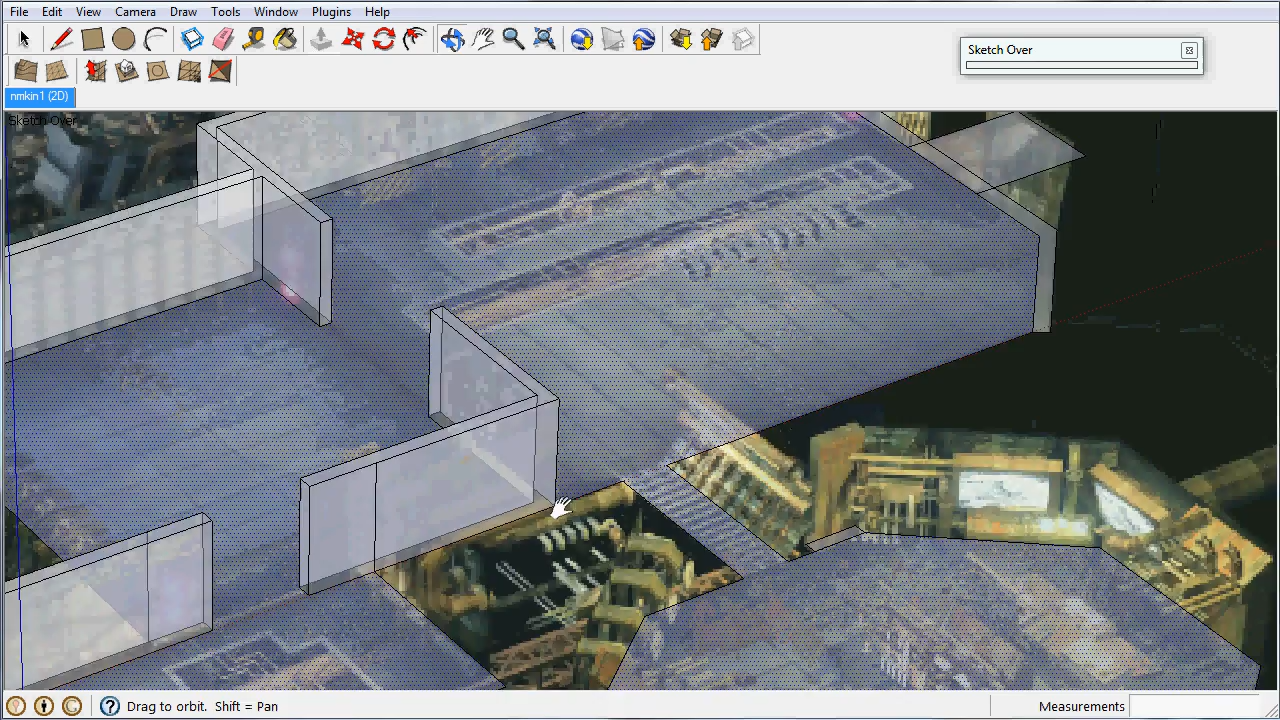 File Edit View Camera Draw Tools Window Plugins Help
Sketch Over
nmkin1 (2D)
Sketch Over
Drag to orbit. Shift = Pan
Measurements